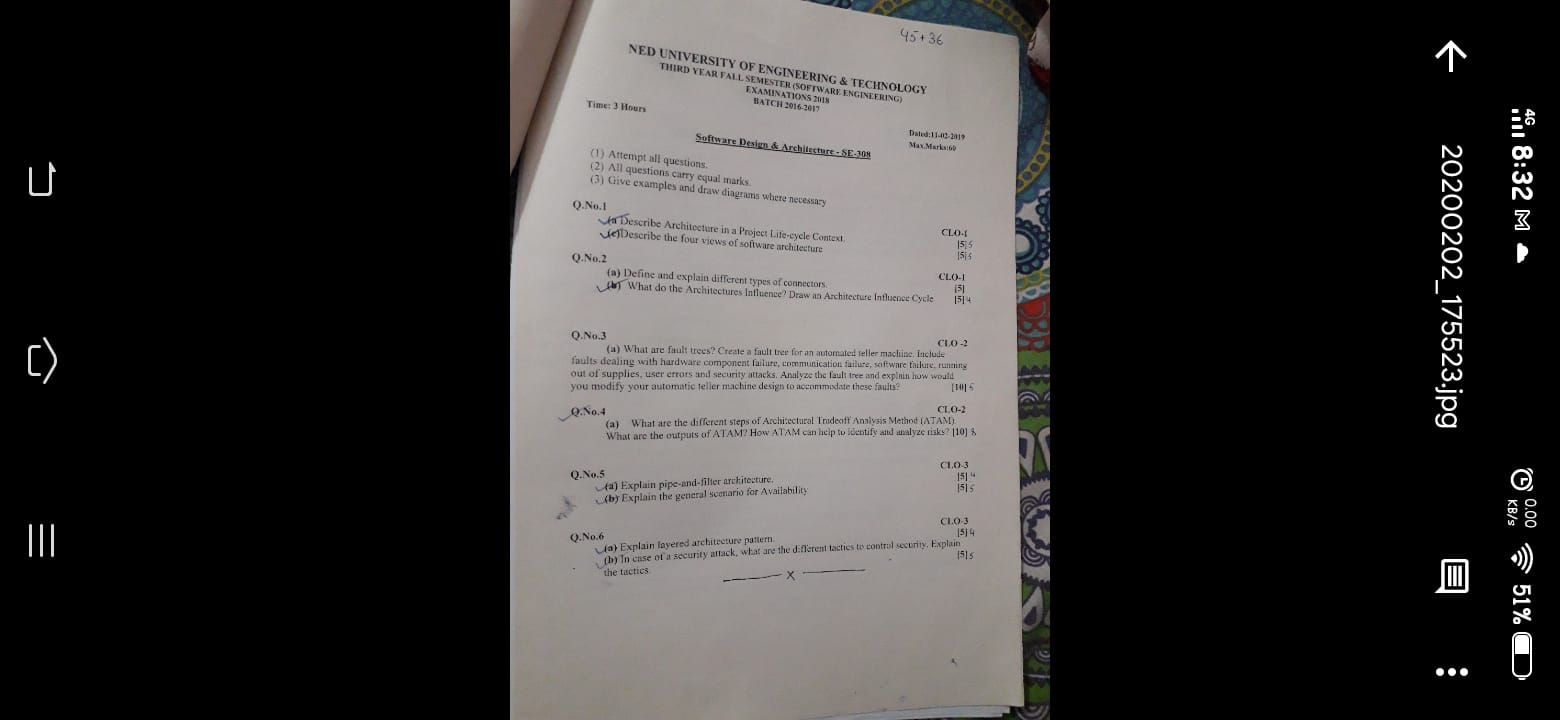 45+36
NED UNIVERSITY OF ENGINEERING & TECHNOLOGY
THIRD YEAR FALL SEMESTER (SOFTWARE ENGINEERING)
EXAMINATIONS 2018
BATCH 2016-2017
Time: 3 Hours
Dated:11-02-2019
Max.Marks:60
Software Design & Architecture - SE-308
(1) Attempt all questions.
(2) All questions carry equal marks.
(3) Give examples and draw diagrams where necessary
Q.No.1
CLO-1
(a Describe Architecture in a Project Life-cycle Context. [5] 5
(c)Describe the four views of software architecture [5] 5
Q.No.2
CLO-1
(a) Define and explain different types of connectors. [5]
(b) What do the Architectures Influence? Draw an Architecture Influence Cycle [5] 4
Q.No.3
CLO -2
(a) What are fault trees? Create a fault tree for an automated teller machine. Include
faults dealing with hardware component failure, communication failure, software failure, running
out of supplies, user errors and security attacks. Analyze the fault tree and explain how would
you modify your automatic teller machine design to accommodate these faults? [10] 5
Q.No.4
CLO-2
(a) What are the different steps of Architectural Tradeoff Analysis Method (ATAM).
What are the outputs of ATAM? How ATAM can help to identify and analyze risks? [10] 8
Q.No.5
CLO-3
(a) Explain pipe-and-filter architecture. [5] 4
(b) Explain the general scenario for Availability [5] 5
Q.No.6
CLO-3
(a) Explain layered architecture pattern. [5] 4
(b) In case of a security attack, what are the different tactics to control security. Explain [5] 5
the tactics.
X
20200202_175523.jpg
4G 8:32
0.00 KB/s
51%